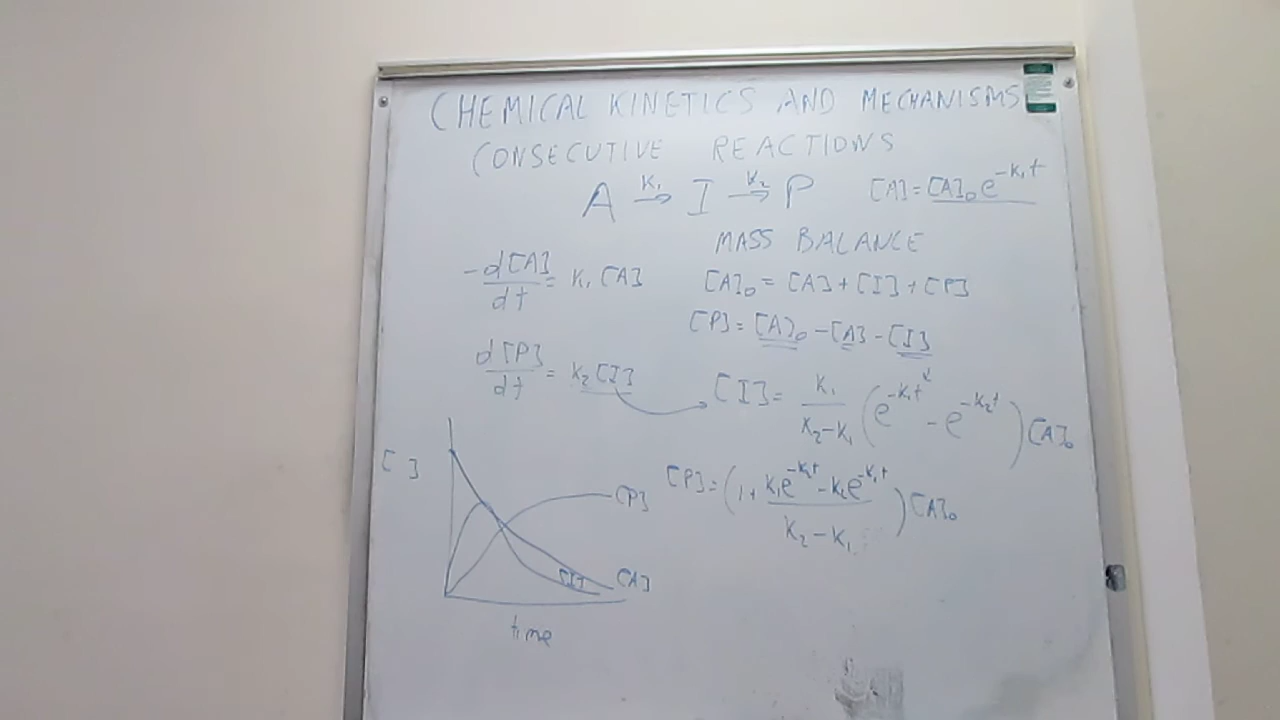 CHEMICAL KINETICS AND MECHANISMS
CONSECUTIVE REACTIONS
A →(K₁) I →(K₂) P
[A] = [A]₀ e^(-K₁t)
MASS BALANCE
-d[A]/dt = K₁ [A]
[A]₀ = [A] + [I] + [P]
[P] = [A]₀ - [A] - [I]
d[P]/dt = K₂ [I]
[I] = K₁/(K₂-K₁) (e^(-K₁t) - e^(-K₂t)) [A]₀
[P] = (1 + (K₁e^(-K₂t) - K₂e^(-K₁t))/(K₂-K₁)) [A]₀
[ ]
[P]
[I]
[A]
time